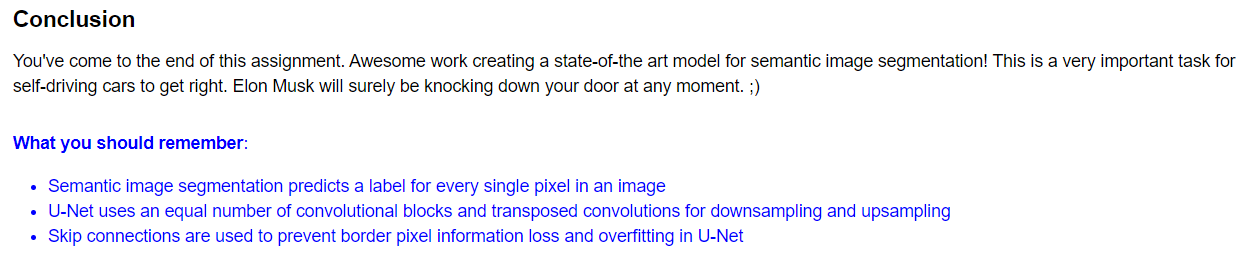 Conclusion
You've come to the end of this assignment. Awesome work creating a state-of-the art model for semantic image segmentation! This is a very important task for
self-driving cars to get right. Elon Musk will surely be knocking down your door at any moment. ;)
What you should remember:
• Semantic image segmentation predicts a label for every single pixel in an image
• U-Net uses an equal number of convolutional blocks and transposed convolutions for downsampling and upsampling
• Skip connections are used to prevent border pixel information loss and overfitting in U-Net